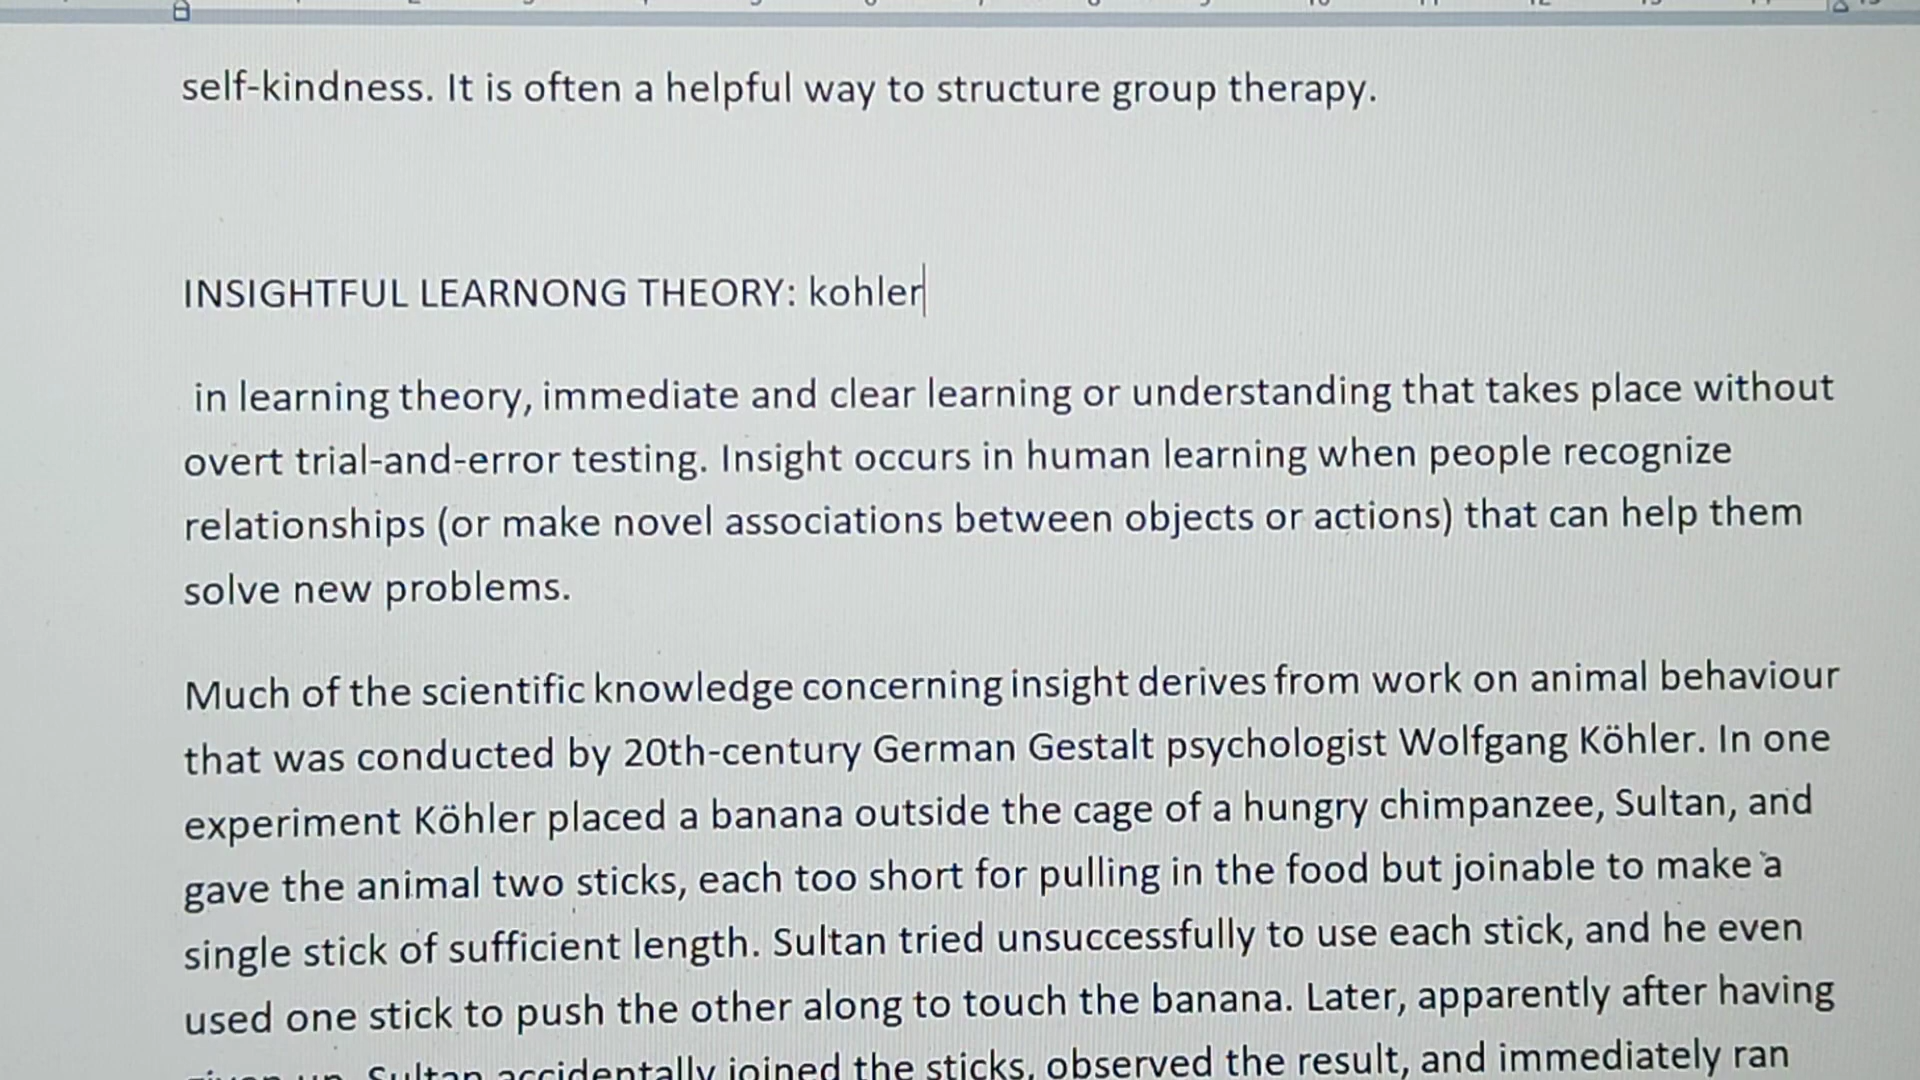 self-kindness. It is often a helpful way to structure group therapy.
INSIGHTFUL LEARNONG THEORY: kohler
in learning theory, immediate and clear learning or understanding that takes place without
overt trial-and-error testing. Insight occurs in human learning when people recognize
relationships (or make novel associations between objects or actions) that can help them
solve new problems.
Much of the scientific knowledge concerning insight derives from work on animal behaviour
that was conducted by 20th-century German Gestalt psychologist Wolfgang Köhler. In one
experiment Köhler placed a banana outside the cage of a hungry chimpanzee, Sultan, and
gave the animal two sticks, each too short for pulling in the food but joinable to make a
single stick of sufficient length. Sultan tried unsuccessfully to use each stick, and he even
used one stick to push the other along to touch the banana. Later, apparently after having
Sultan accidentally joined the sticks, observed the result, and immediately ran